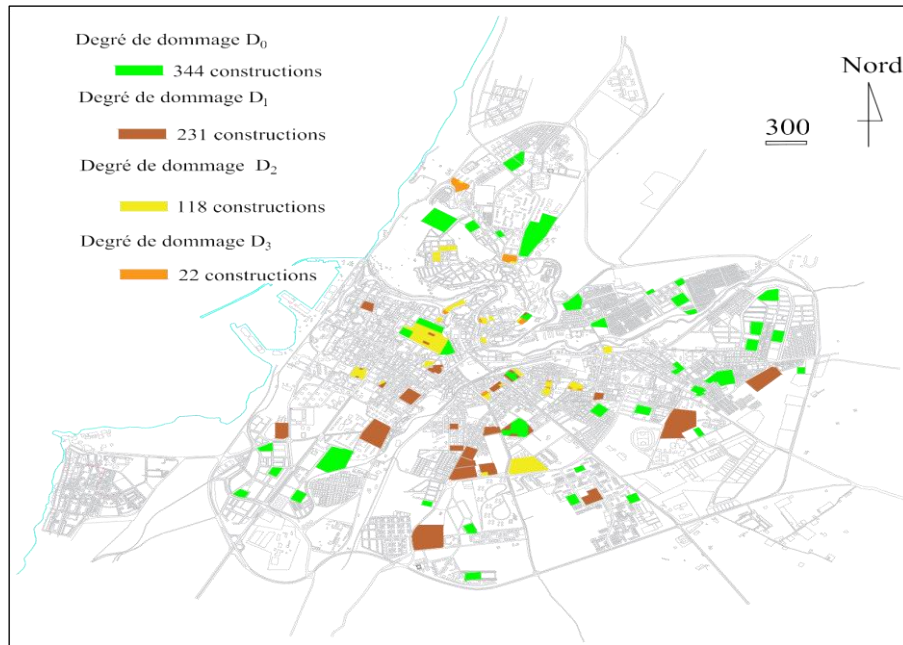 Degré de dommage D₀
344 constructions
Degré de dommage D₁
231 constructions
Degré de dommage D₂
118 constructions
Degré de dommage D₃
22 constructions
Nord
300